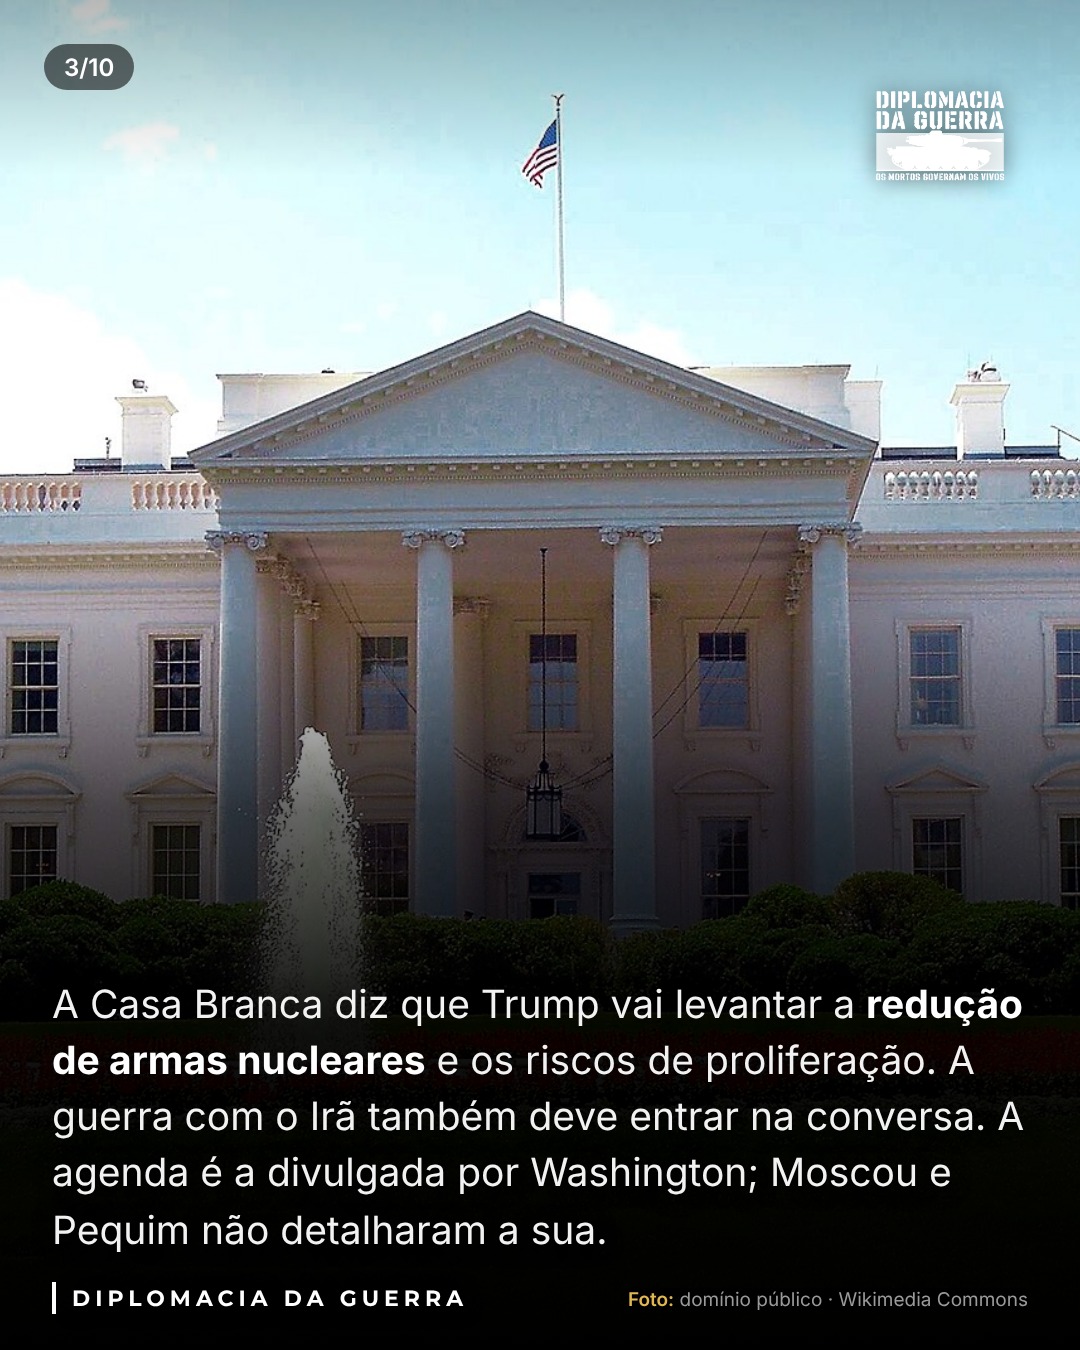 3/10
DIPLOMACIA
DA GUERRA
OS MORTOS GOVERNAM OS VIVOS
A Casa Branca diz que Trump vai levantar a redução
de armas nucleares e os riscos de proliferação. A
guerra com o Irã também deve entrar na conversa. A
agenda é a divulgada por Washington; Moscou e
Pequim não detalharam a sua.
DIPLOMACIA DA GUERRA
Foto: domínio público · Wikimedia Commons